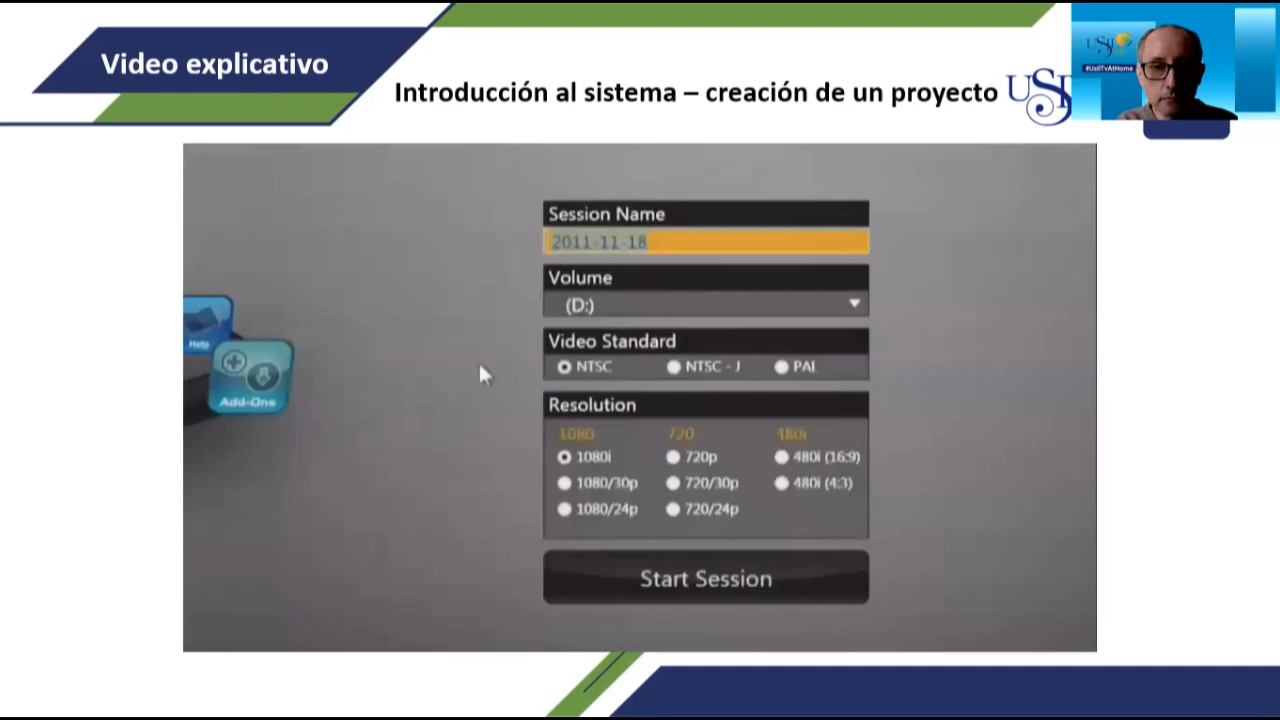 Video explicativo
Introducción al sistema – creación de un proyecto
USIL
#UsilTvAtHome
Session Name
2011-11-18
Volume
(D:)
Video Standard
NTSC
NTSC - J
PAL
Resolution
1080
720
480i
1080i
720p
480i (16:9)
1080/30p
720/30p
480i (4:3)
1080/24p
720/24p
Help
Add-Ons
Start Session